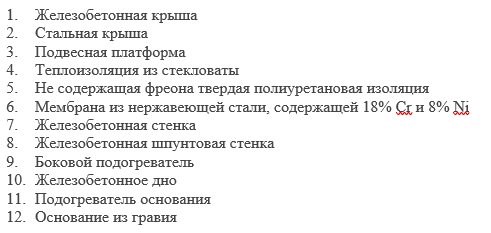 1. Железобетонная крыша
2. Стальная крыша
3. Подвесная платформа
4. Теплоизоляция из стекловаты
5. Не содержащая фреона твердая полиуретановая изоляция
6. Мембрана из нержавеющей стали, содержащей 18% Cr и 8% Ni
7. Железобетонная стенка
8. Железобетонная шпунтовая стенка
9. Боковой подогреватель
10. Железобетонное дно
11. Подогреватель основания
12. Основание из гравия